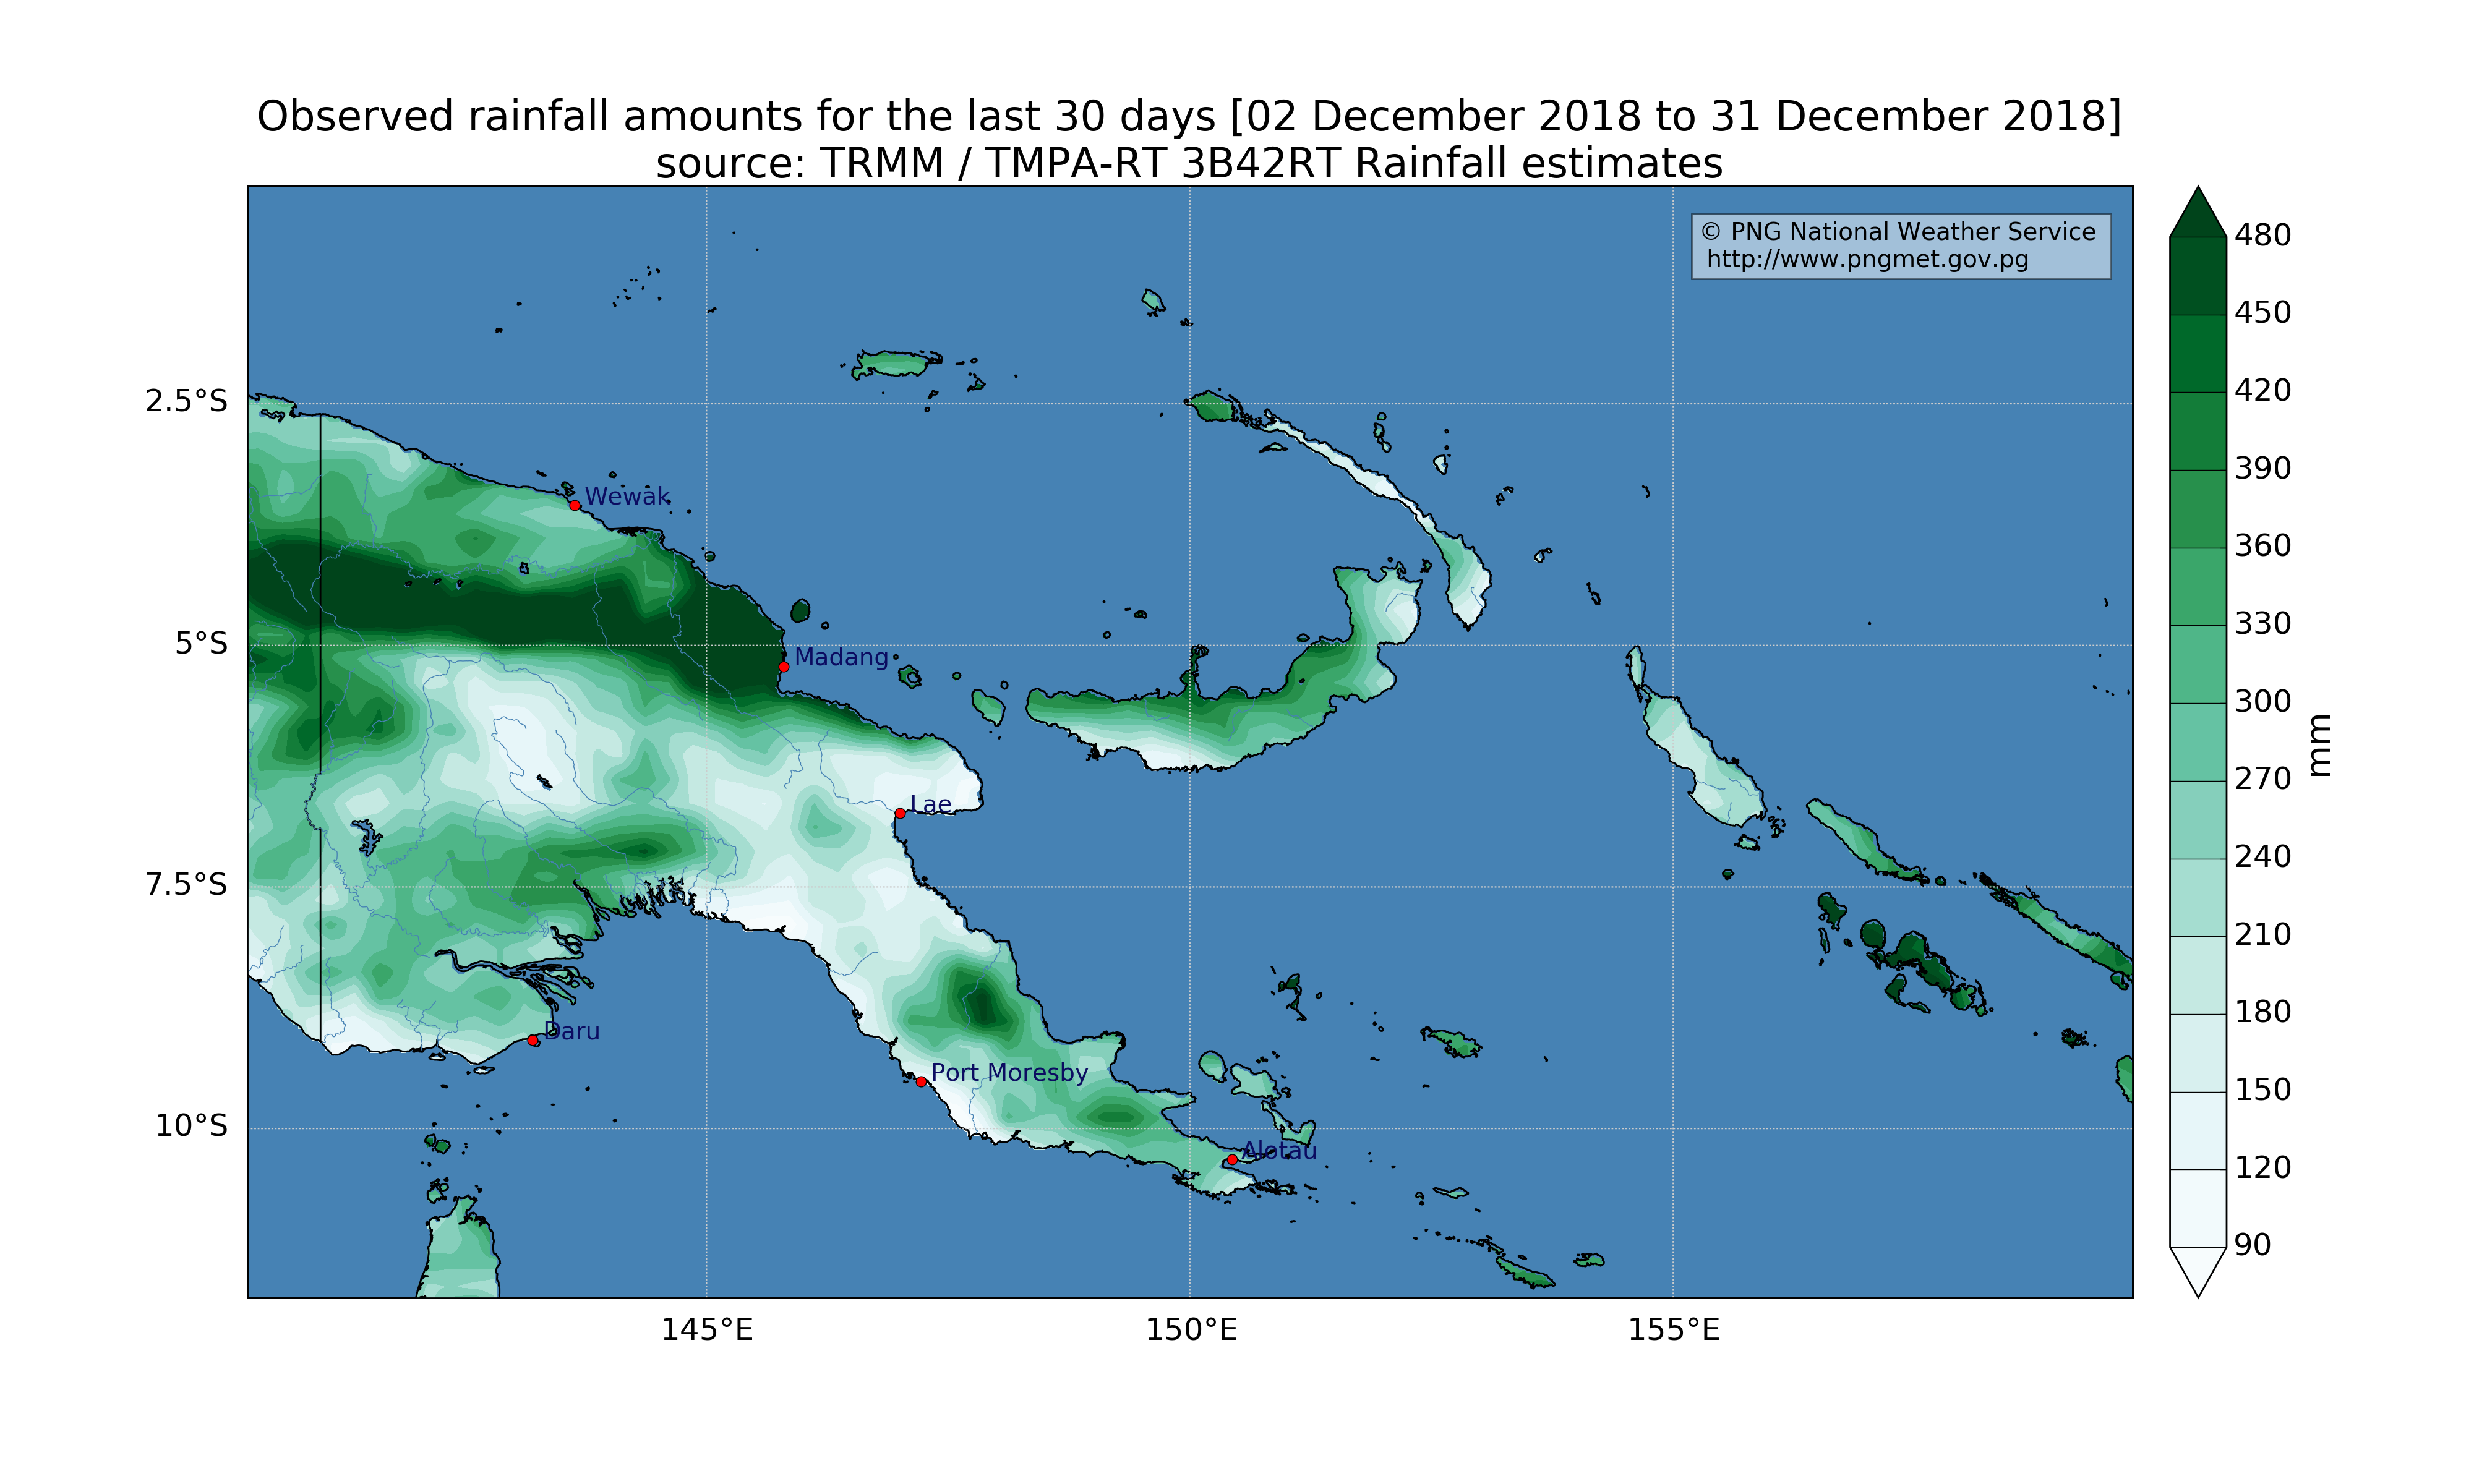 Observed rainfall amounts for the last 30 days [02 December 2018 to 31 December 2018]
source: TRMM / TMPA-RT 3B42RT Rainfall estimates
© PNG National Weather Service
http://www.pngmet.gov.pg
480
450
420
390
360
330
300
270
240
210
180
150
120
90
mm
2.5°S
5°S
7.5°S
10°S
Wewak
Madang
Lae
Daru
Port Moresby
Alotau
145°E
150°E
155°E